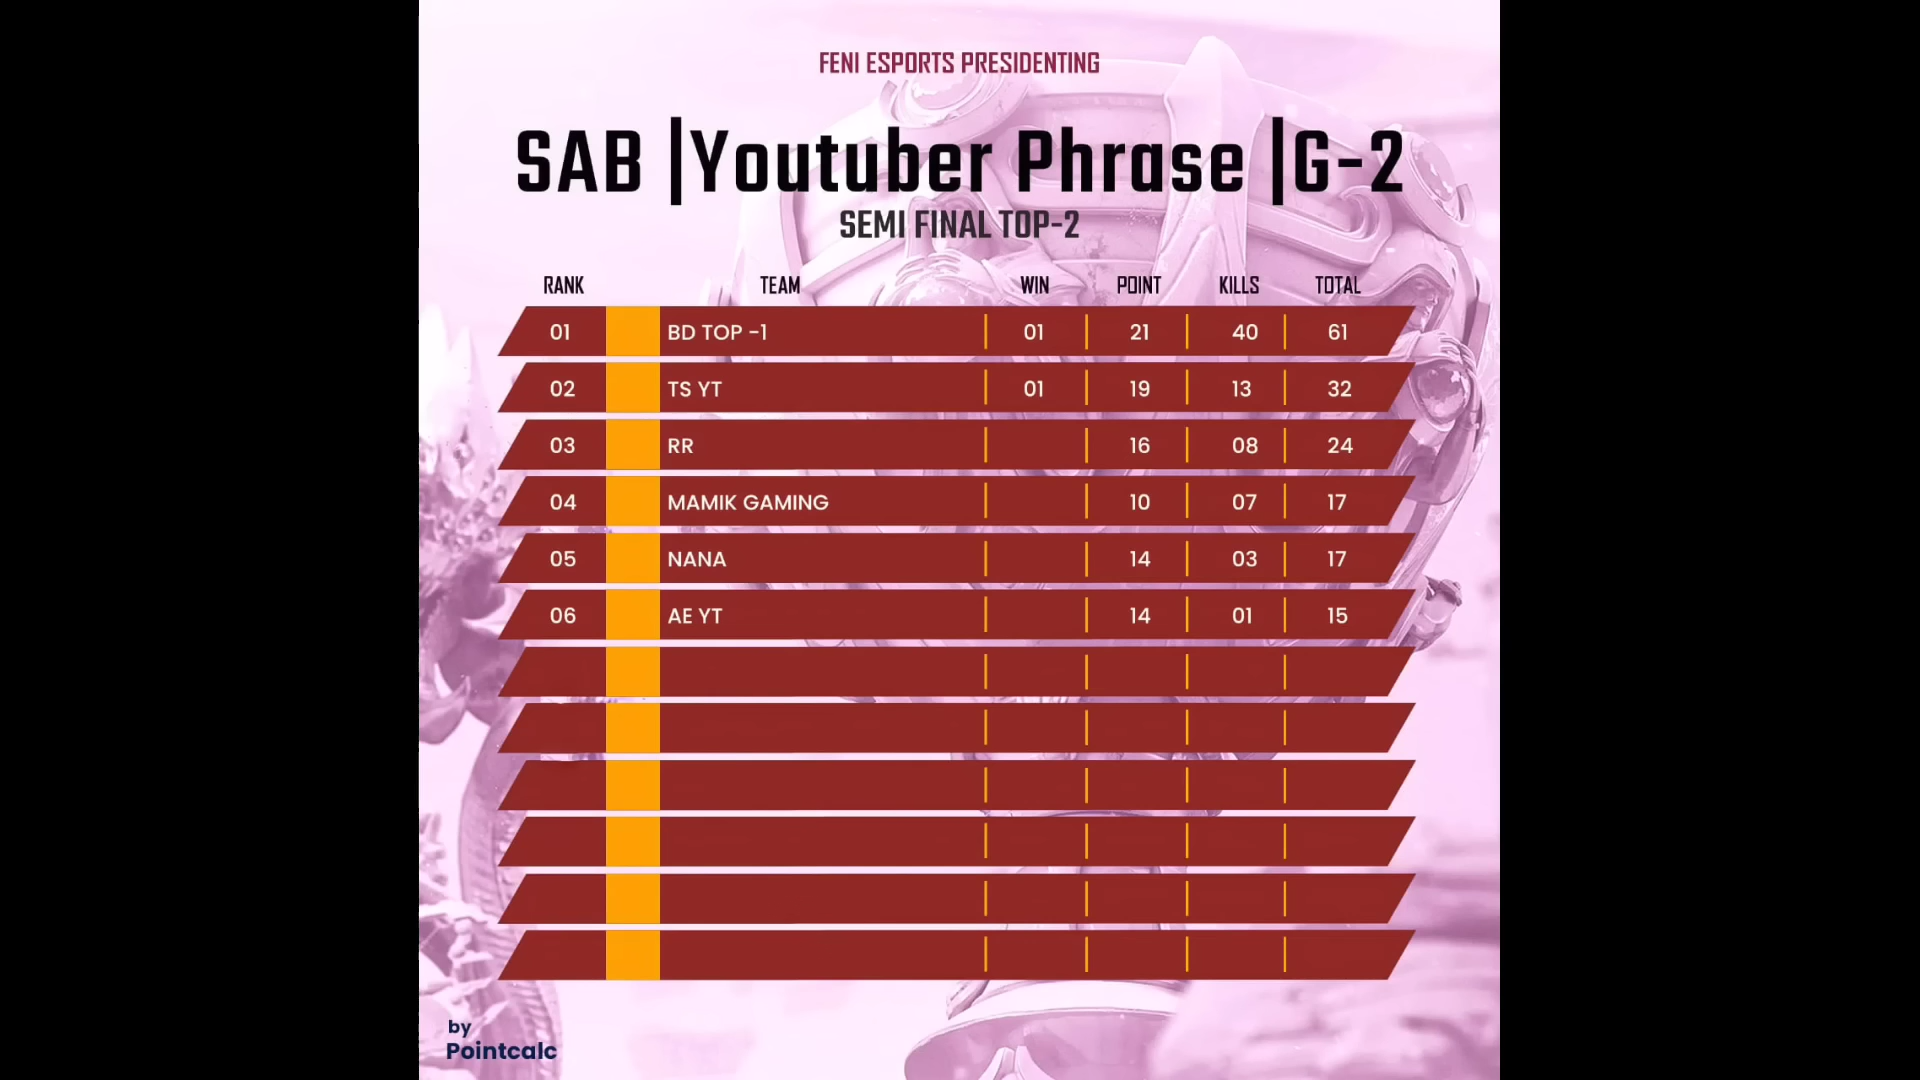 FENI ESPORTS PRESIDENTING
SAB |Youtuber Phrase |G-2
SEMI FINAL TOP-2
RANK TEAM WIN POINT KILLS TOTAL
01 BD TOP -1 01 21 40 61
02 TS YT 01 19 13 32
03 RR 16 08 24
04 MAMIK GAMING 10 07 17
05 NANA 14 03 17
06 AE YT 14 01 15
by
Pointcalc